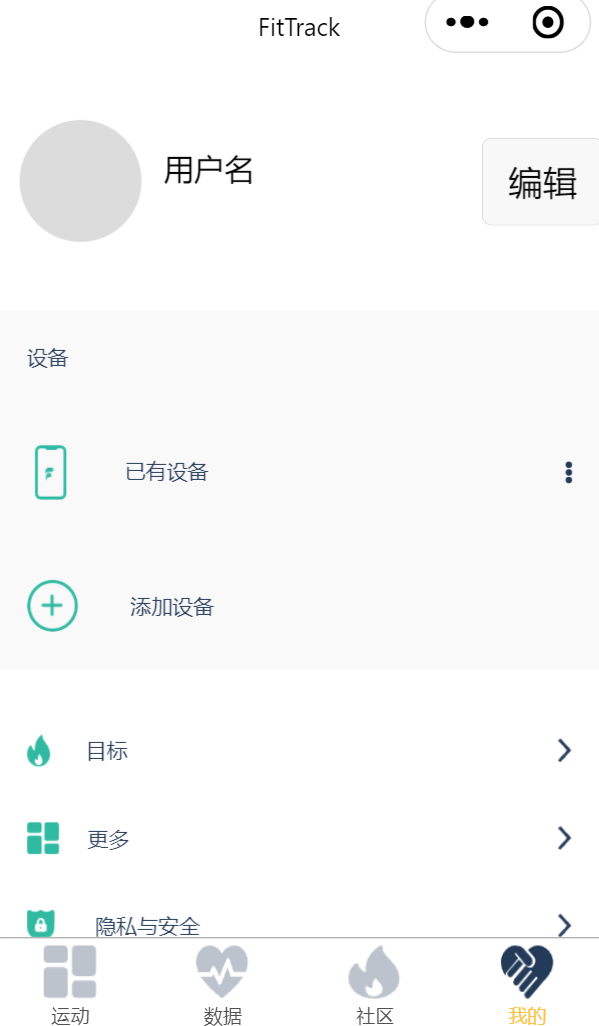 FitTrack
用户名
编辑
设备
已有设备
添加设备
目标
更多
隐私与安全
运动
数据
社区
我的